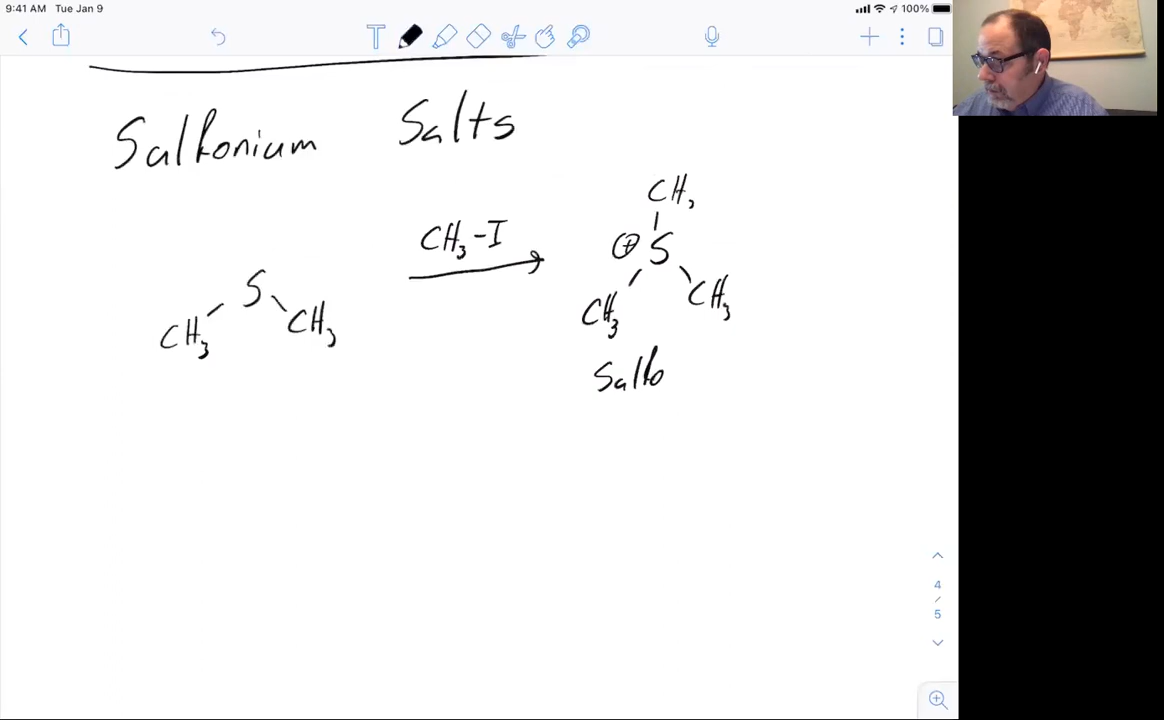 9:41 AM Tue Jan 9 100%
T
Sulfonium Salts
CH3
CH3-I
⊕ S
S
CH3 CH3
CH3 CH3
Sulfo
4
/
5